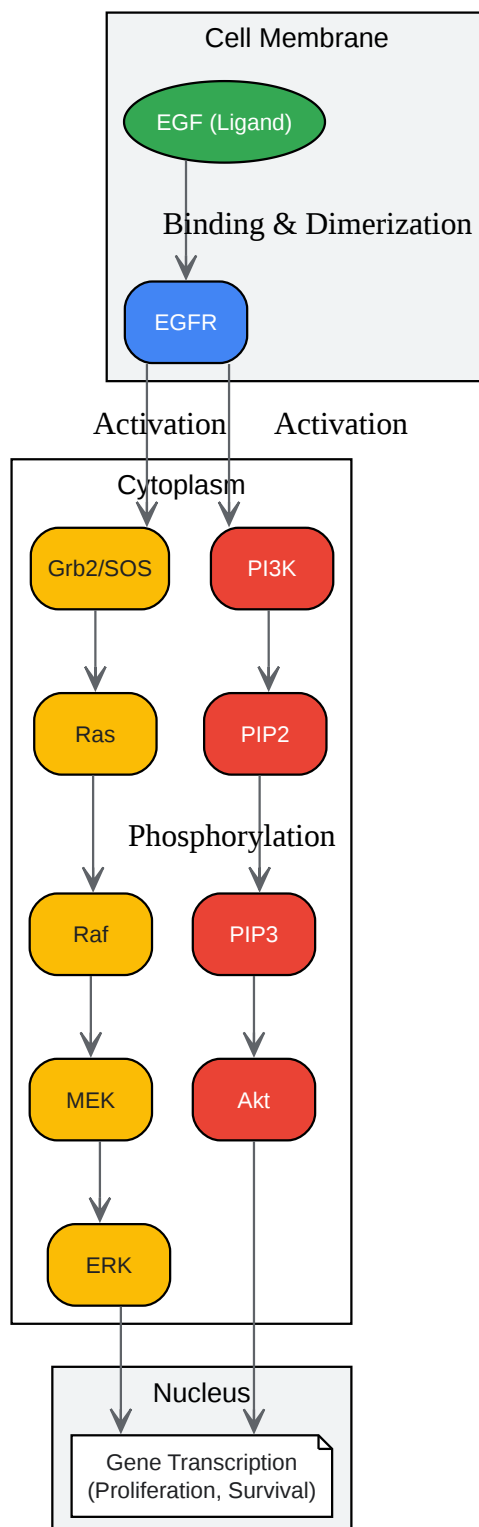 Cell Membrane
EGF (Ligand)
Binding & Dimerization
EGFR
Activation
Activation
Cytoplasm
Grb2/SOS
PI3K
Ras
PIP2
Phosphorylation
Raf
PIP3
MEK
Akt
ERK
Nucleus
Gene Transcription
(Proliferation, Survival)